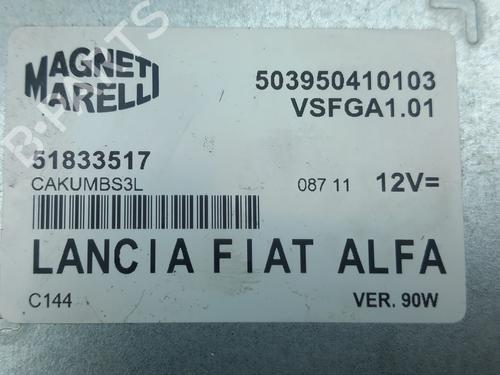 MAGNETI
MARELLI
503950410103
VSFGA1.01
51833517
CAKUMBS3L
087 11 12V=
LANCIA FIAT ALFA
C144
VER. 90W